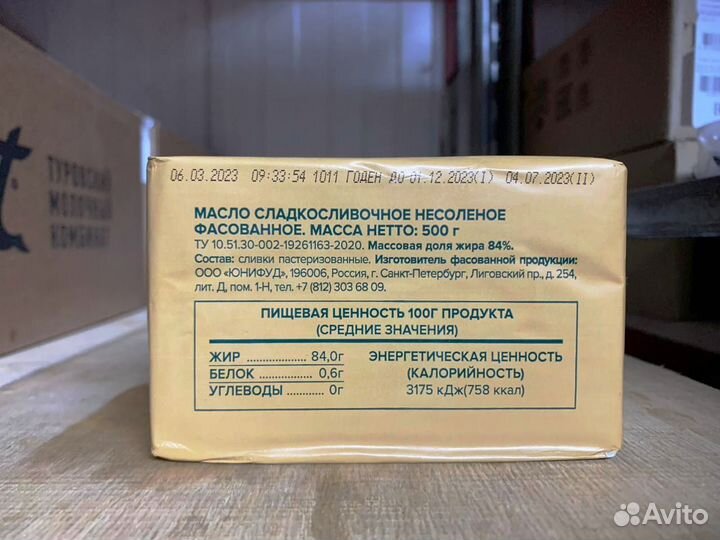 ТУРОВСКИЙ
МОЛОЧНЫЙ
КОМБИНАТ
06.03.2023 09:33:54 1011 ГОДЕН ДО 01.12.2023(I) 04.07.2023(II)
МАСЛО СЛАДКОСЛИВОЧНОЕ НЕСОЛЕНОЕ
ФАСОВАННОЕ. МАССА НЕТТО: 500 г
ТУ 10.51.30-002-19261163-2020. Массовая доля жира 84%.
Состав: сливки пастеризованные. Изготовитель фасованной продукции:
ООО «ЮНИФУД», 196006, Россия, г. Санкт-Петербург, Лиговский пр., д. 254,
лит. Д, пом. 1-Н, тел. +7 (812) 303 68 09.
ПИЩЕВАЯ ЦЕННОСТЬ 100Г ПРОДУКТА
(СРЕДНИЕ ЗНАЧЕНИЯ)
ЖИР ................ 84,0г
БЕЛОК ................ 0,6г
УГЛЕВОДЫ ........ 0г
ЭНЕРГЕТИЧЕСКАЯ ЦЕННОСТЬ
(КАЛОРИЙНОСТЬ)
3175 кДж(758 ккал)
Avito